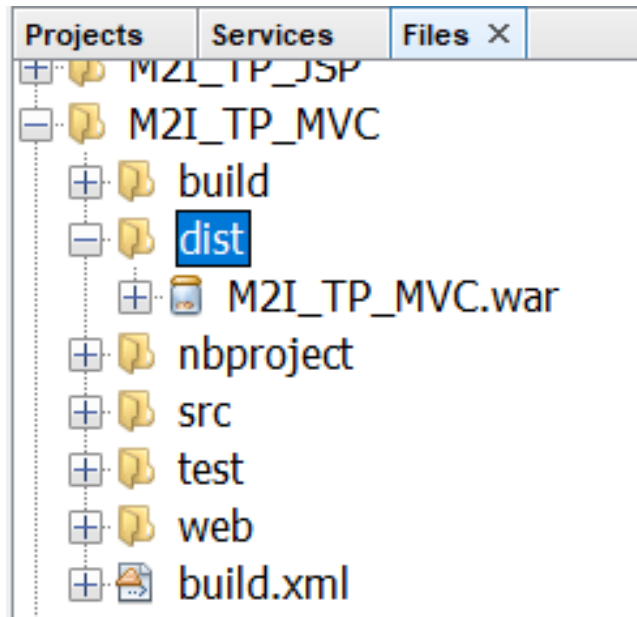 Projects Services Files
M2I_TP_JSP
M2I_TP_MVC
build
dist
M2I_TP_MVC.war
nbproject
src
test
web
build.xml